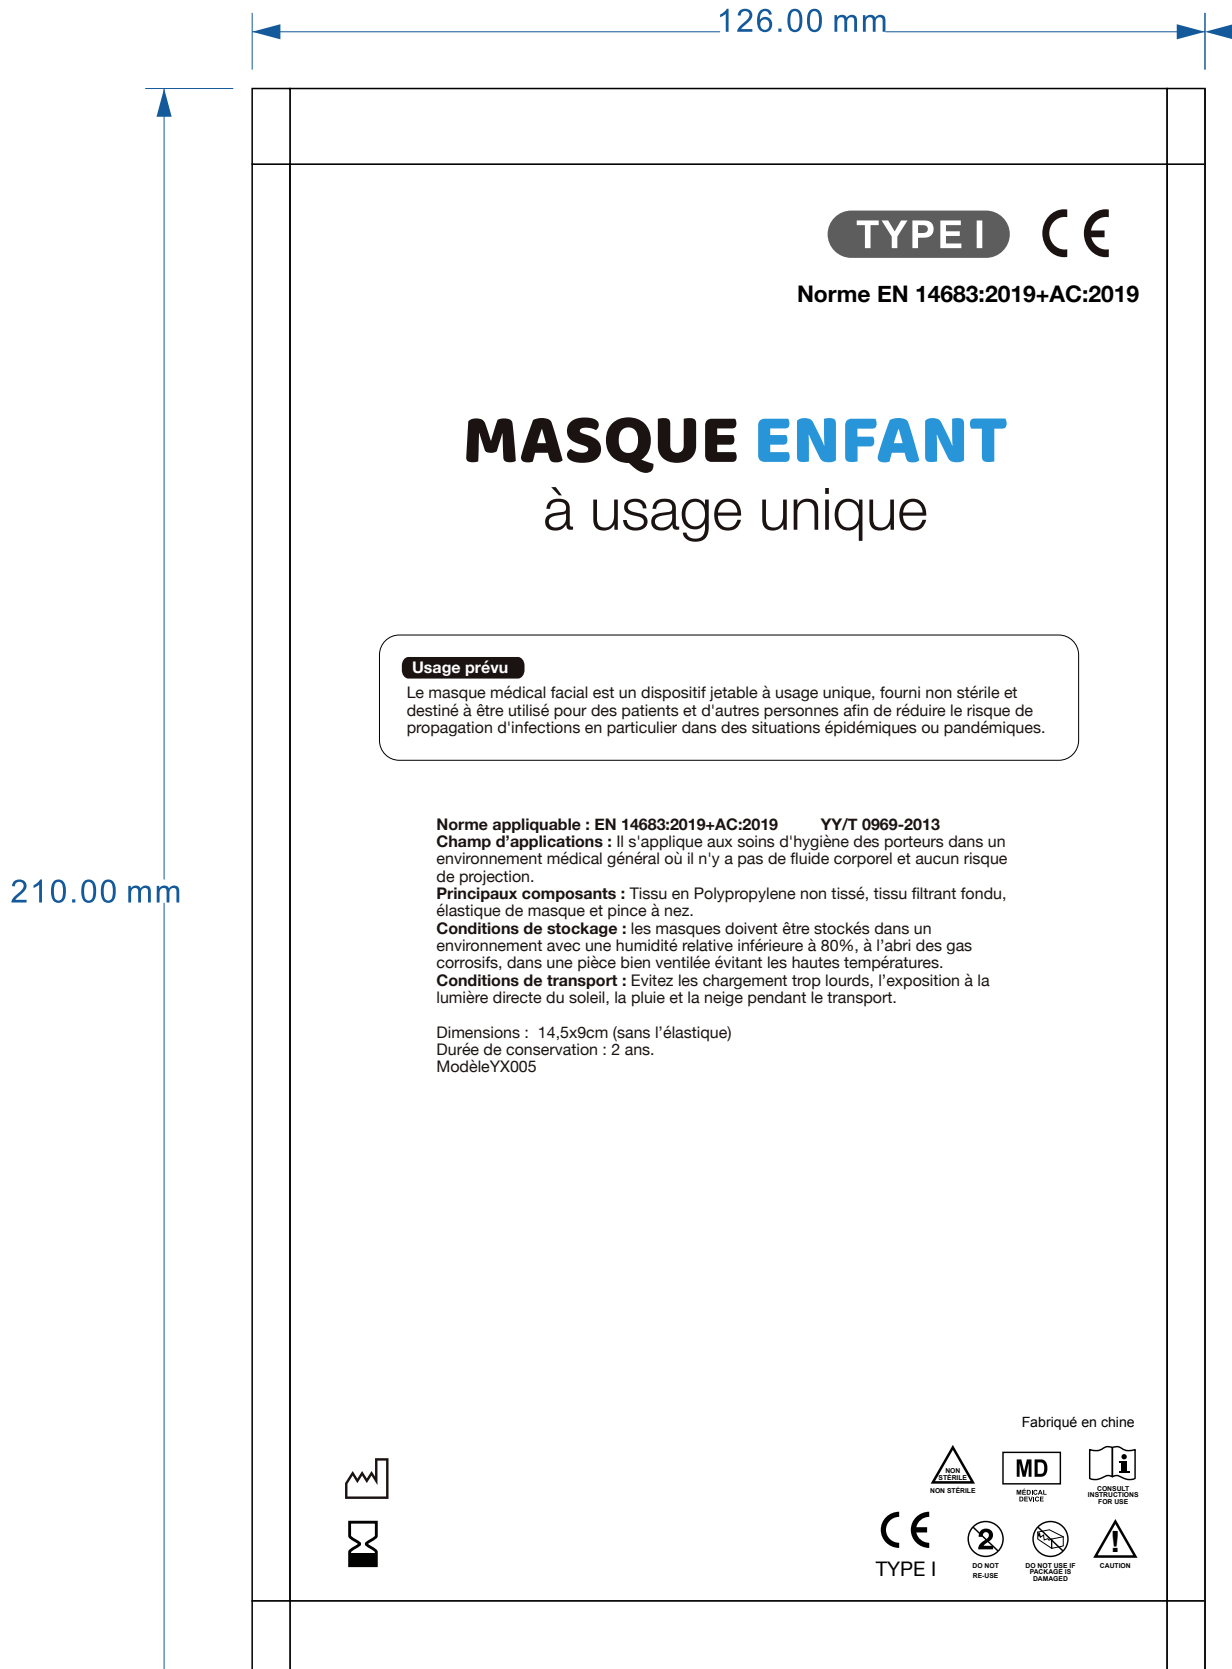 126.00 mm
TYPE I CE
Norme EN 14683:2019+AC:2019
MASQUE ENFANT
à usage unique
Usage prévu
Le masque médical facial est un dispositif jetable à usage unique, fourni non stérile et
destiné à être utilisé pour des patients et d'autres personnes afin de réduire le risque de
propagation d'infections en particulier dans des situations épidémiques ou pandémiques.
Norme appliquable : EN 14683:2019+AC:2019 YY/T 0969-2013
Champ d’applications : Il s'applique aux soins d'hygiène des porteurs dans un
environnement médical général où il n'y a pas de fluide corporel et aucun risque
de projection.
210.00 mm
Principaux composants : Tissu en Polypropylene non tissé, tissu filtrant fondu,
élastique de masque et pince à nez.
Conditions de stockage : les masques doivent être stockés dans un
environnement avec une humidité relative inférieure à 80%, à l’abri des gas
corrosifs, dans une pièce bien ventilée évitant les hautes températures.
Conditions de transport : Evitez les chargement trop lourds, l’exposition à la
lumière directe du soleil, la pluie et la neige pendant le transport.
Dimensions : 14,5x9cm (sans l’élastique)
Durée de conservation : 2 ans.
ModèleYX005
Fabriqué en chine
NON
STÉRILE
NON STÉRILE
MD
MÉDICAL
DEVICE
i
CONSULT
INSTRUCTIONS
FOR USE
CE
TYPE I
2
DO NOT
RE-USE
DO NOT USE IF
PACKAGE IS
DAMAGED
!
CAUTION